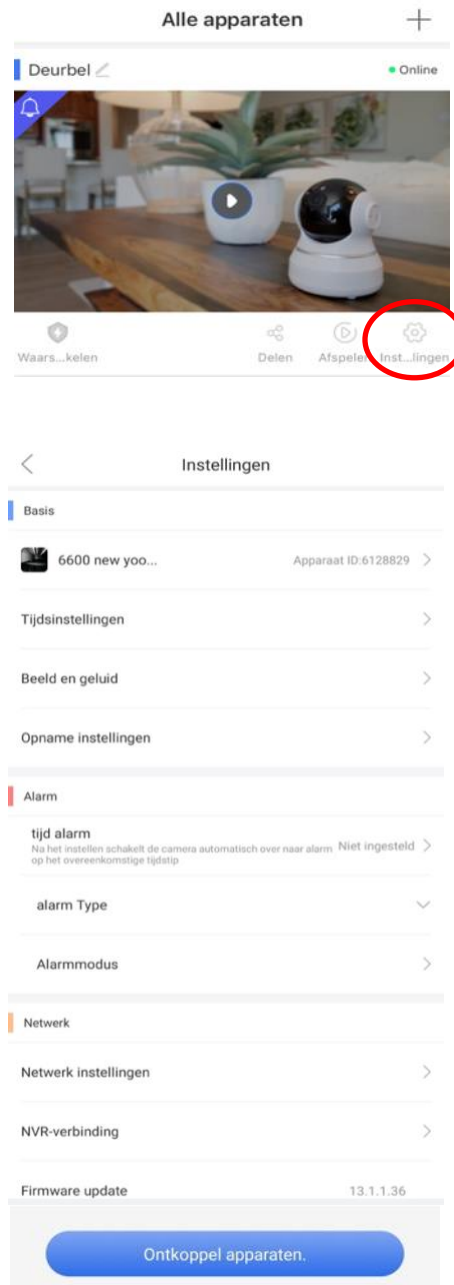 Alle apparaten
Deurbel
Online
Waars...kelen
Delen
Afspelen
Inst...lingen
Instellingen
Basis
6600 new yoo...
Apparaat ID:6128829
Tijdsinstellingen
Beeld en geluid
Opname instellingen
Alarm
tijd alarm
Na het instellen schakelt de camera automatisch over naar alarm
op het overeenkomstige tijdstip
Niet ingesteld
alarm Type
Alarmmodus
Netwerk
Netwerk instellingen
NVR-verbinding
Firmware update
13.1.1.36
Ontkoppel apparaten.